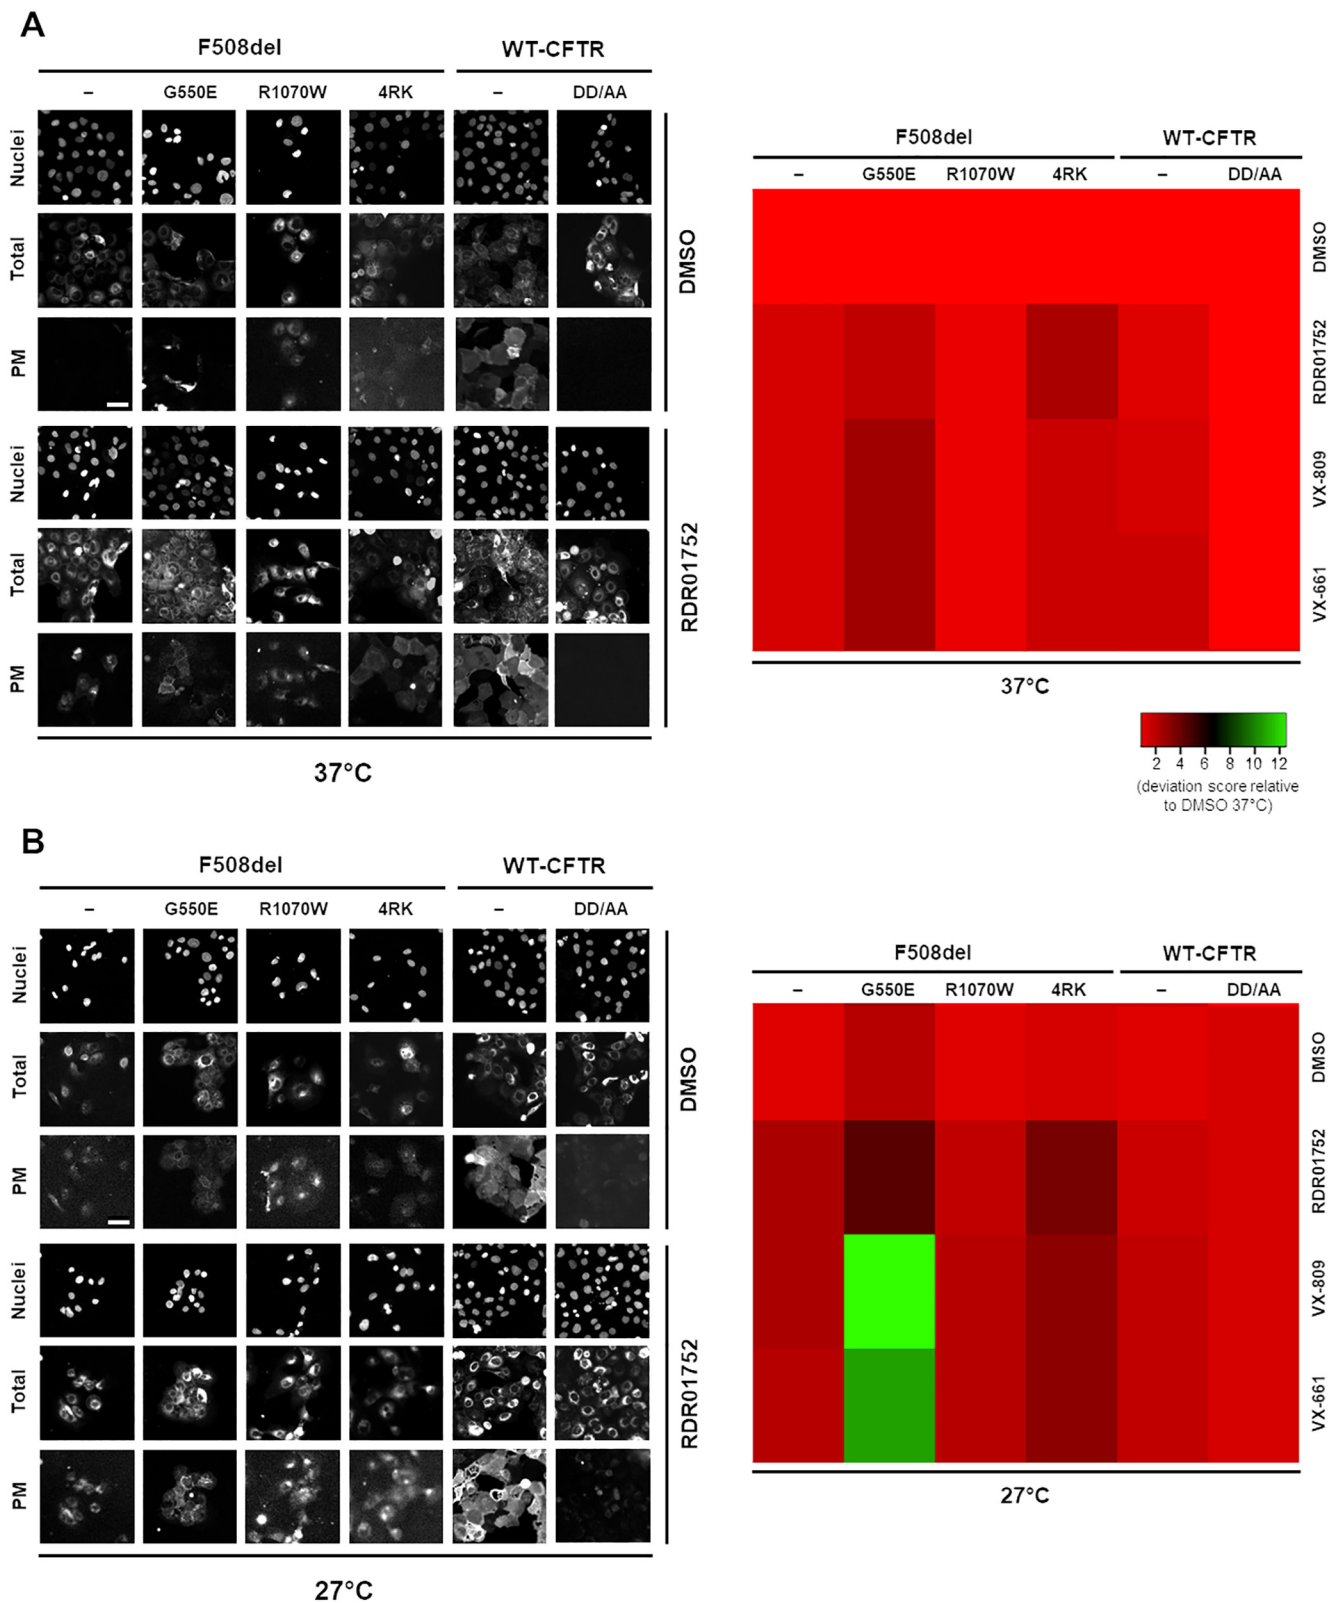 A
F508del
WT-CFTR
– G550E R1070W 4RK – DD/AA
Nuclei
Total
PM
DMSO
Nuclei
Total
PM
RDR01752
37°C
F508del
WT-CFTR
– G550E R1070W 4RK – DD/AA
DMSO
RDR01752
VX-809
VX-661
37°C
2 4 6 8 10 12
(deviation score relative
to DMSO 37°C)
B
F508del
WT-CFTR
– G550E R1070W 4RK – DD/AA
Nuclei
Total
PM
DMSO
Nuclei
Total
PM
RDR01752
27°C
F508del
WT-CFTR
– G550E R1070W 4RK – DD/AA
DMSO
RDR01752
VX-809
VX-661
27°C